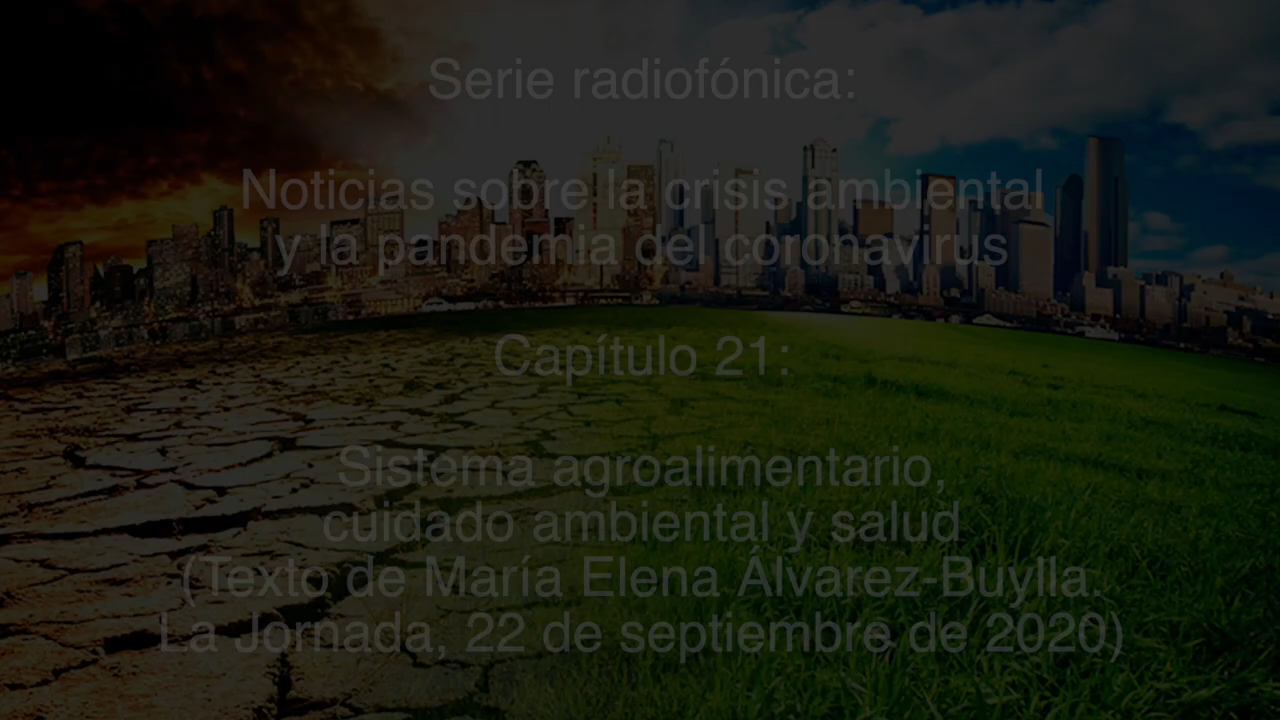 Serie radiofónica:
Noticias sobre la crisis ambiental
y la pandemia de coronavirus
Capítulo 21:
Sistema agroalimentario,
cuidado ambiental y salud
(Texto de María Elena Álvarez-Buylla.
La Jornada, 22 de septiembre de 2020)